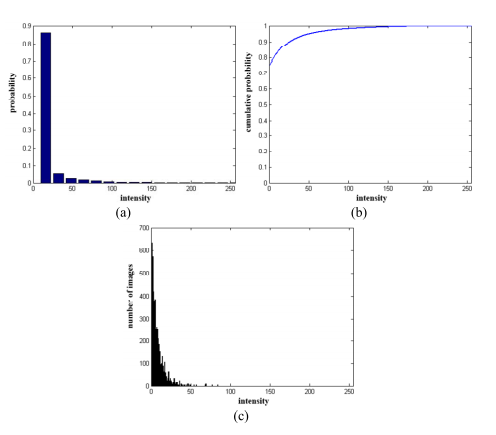 0.9
0.8
0.7
0.6
0.5
0.4
0.3
0.2
0.1
0
probability
0 50 100 150 200 250
intensity
(a)
1
0.9
0.8
0.7
0.6
0.5
0.4
0.3
0.2
0.1
0
cumulative probability
0 50 100 150 200 250
intensity
(b)
700
600
500
400
300
200
100
0
number of images
0 50 100 150 200 250
intensity
(c)